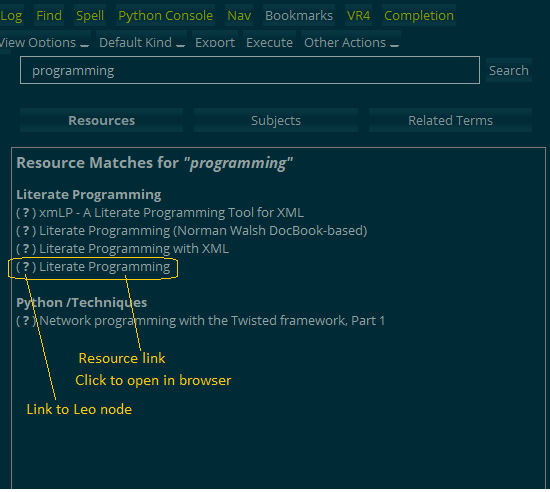 Log Find Spell Python Console Nav Bookmarks VR4 Completion
View Options Default Kind Export Execute Other Actions
programming Search
Resources Subjects Related Terms
Resource Matches for "programming"
Literate Programming
( ? ) xmLP - A Literate Programming Tool for XML
( ? ) Literate Programming (Norman Walsh DocBook-based)
( ? ) Literate Programming with XML
( ? ) Literate Programming
Python /Techniques
( ? ) Network programming with the Twisted framework, Part 1
Resource link
Click to open in browser
Link to Leo node